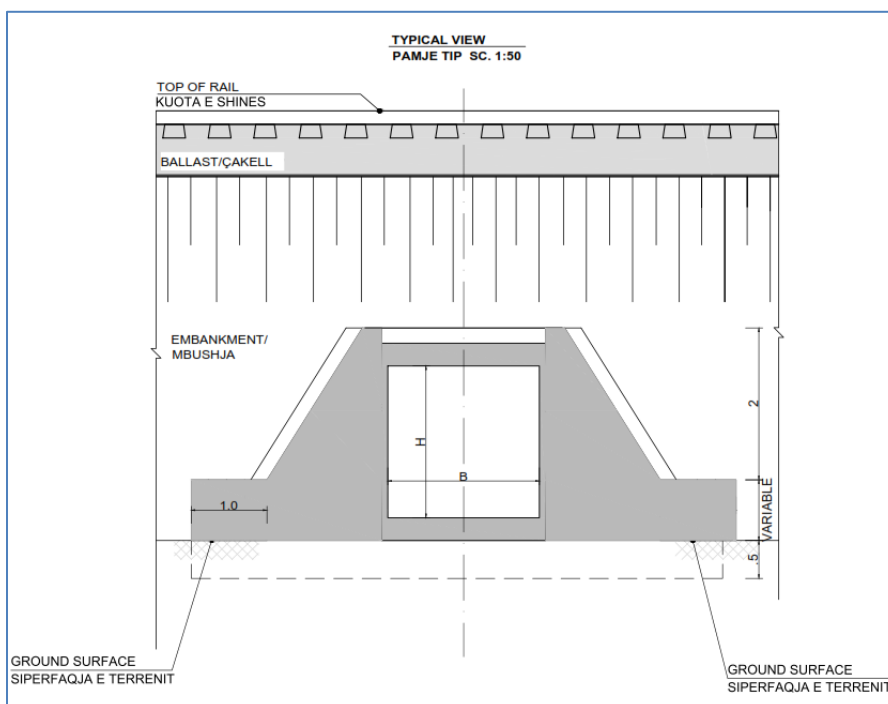 TYPICAL VIEW
PAMJE TIP SC. 1:50
TOP OF RAIL
KUOTA E SHINES
BALLAST/ÇAKELL
EMBANKMENT/
MBUSHJA
2
H
B
1.0
VARIABLE
.5
GROUND SURFACE
SIPERFAQJA E TERRENIT
GROUND SURFACE
SIPERFAQJA E TERRENIT